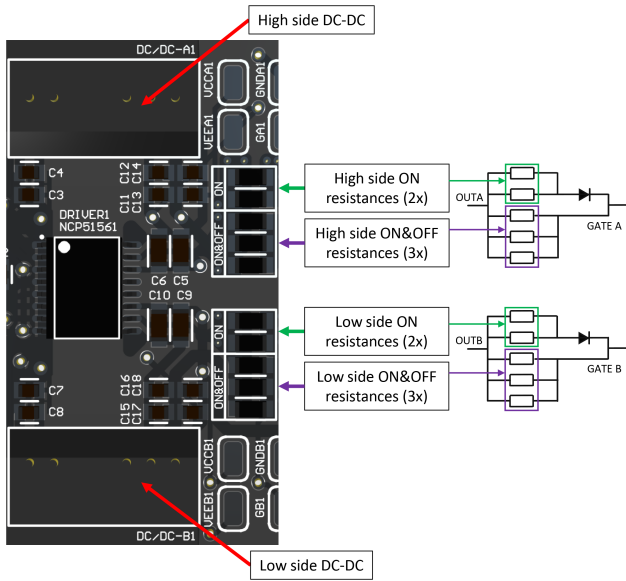 High side DC-DC
DC/DC-A1
VCCA1
GNDA1
VEEA1
GA1
C4
C3
C12
C14
C11
C13
· ON
High side ON
resistances (2x)
OUTA
GATE A
DRIVER1
NCP51561
· ON&OFF
High side ON&OFF
resistances (3x)
C6 C5
C10 C9
· ON
Low side ON
resistances (2x)
OUTB
GATE B
· ON&OFF
Low side ON&OFF
resistances (3x)
C7
C8
C16
C18
C15
C17
VCCB1
GNDB1
VEEB1
GB1
DC/DC-B1
Low side DC-DC